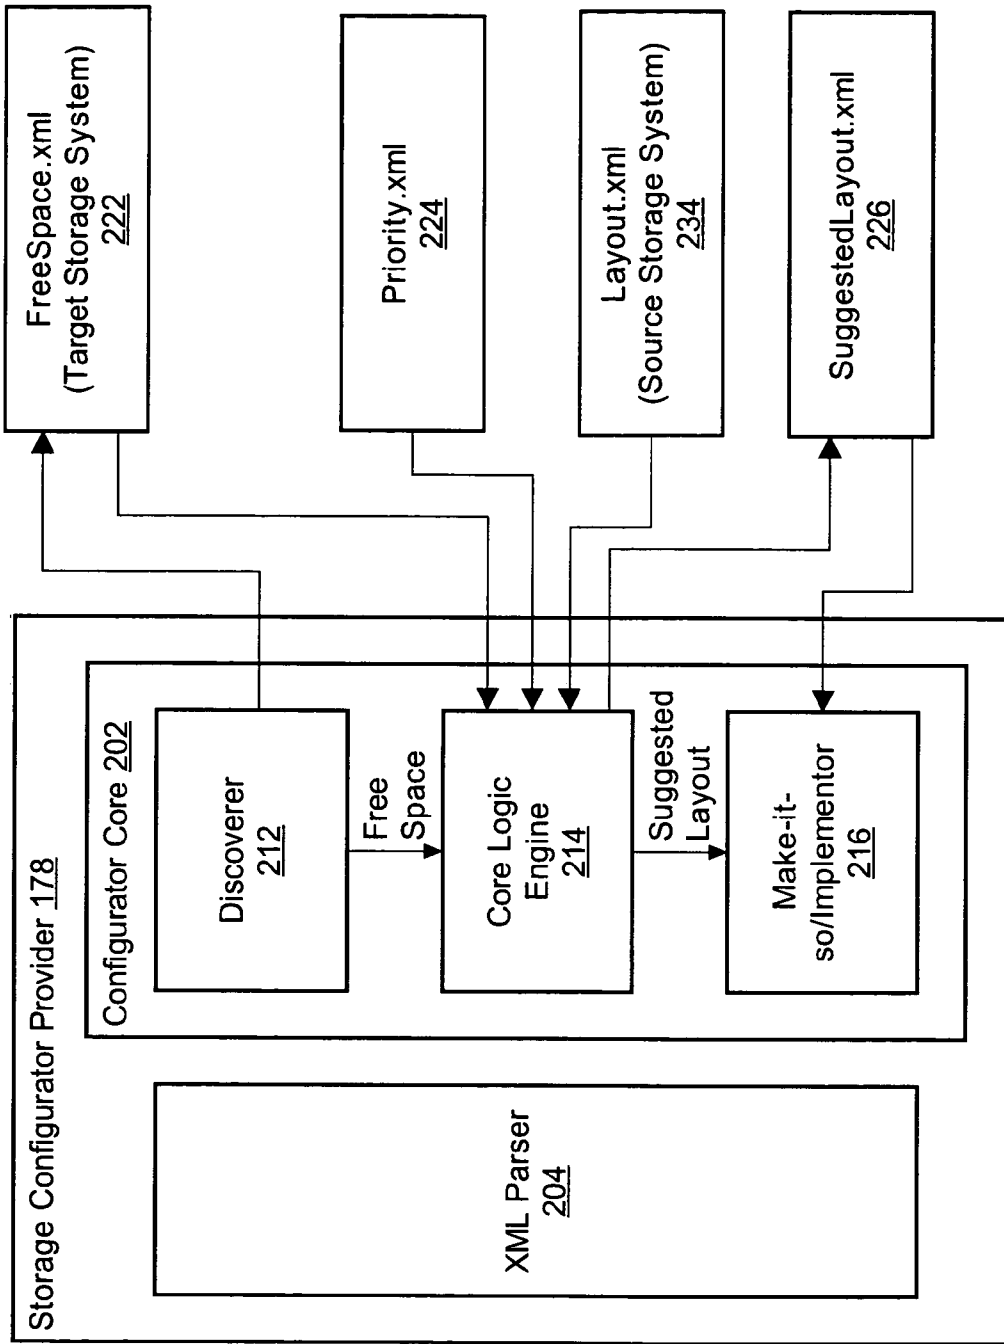 Storage Configurator Provider 178
Configurator Core 202
Discoverer
212
Free
Space
Core Logic
Engine
214
Suggested
Layout
Make-it-
so/Implementor
216
XML Parser
204
FreeSpace.xml
(Target Storage System)
222
Priority.xml
224
Layout.xml
(Source Storage System)
234
SuggestedLayout.xml
226